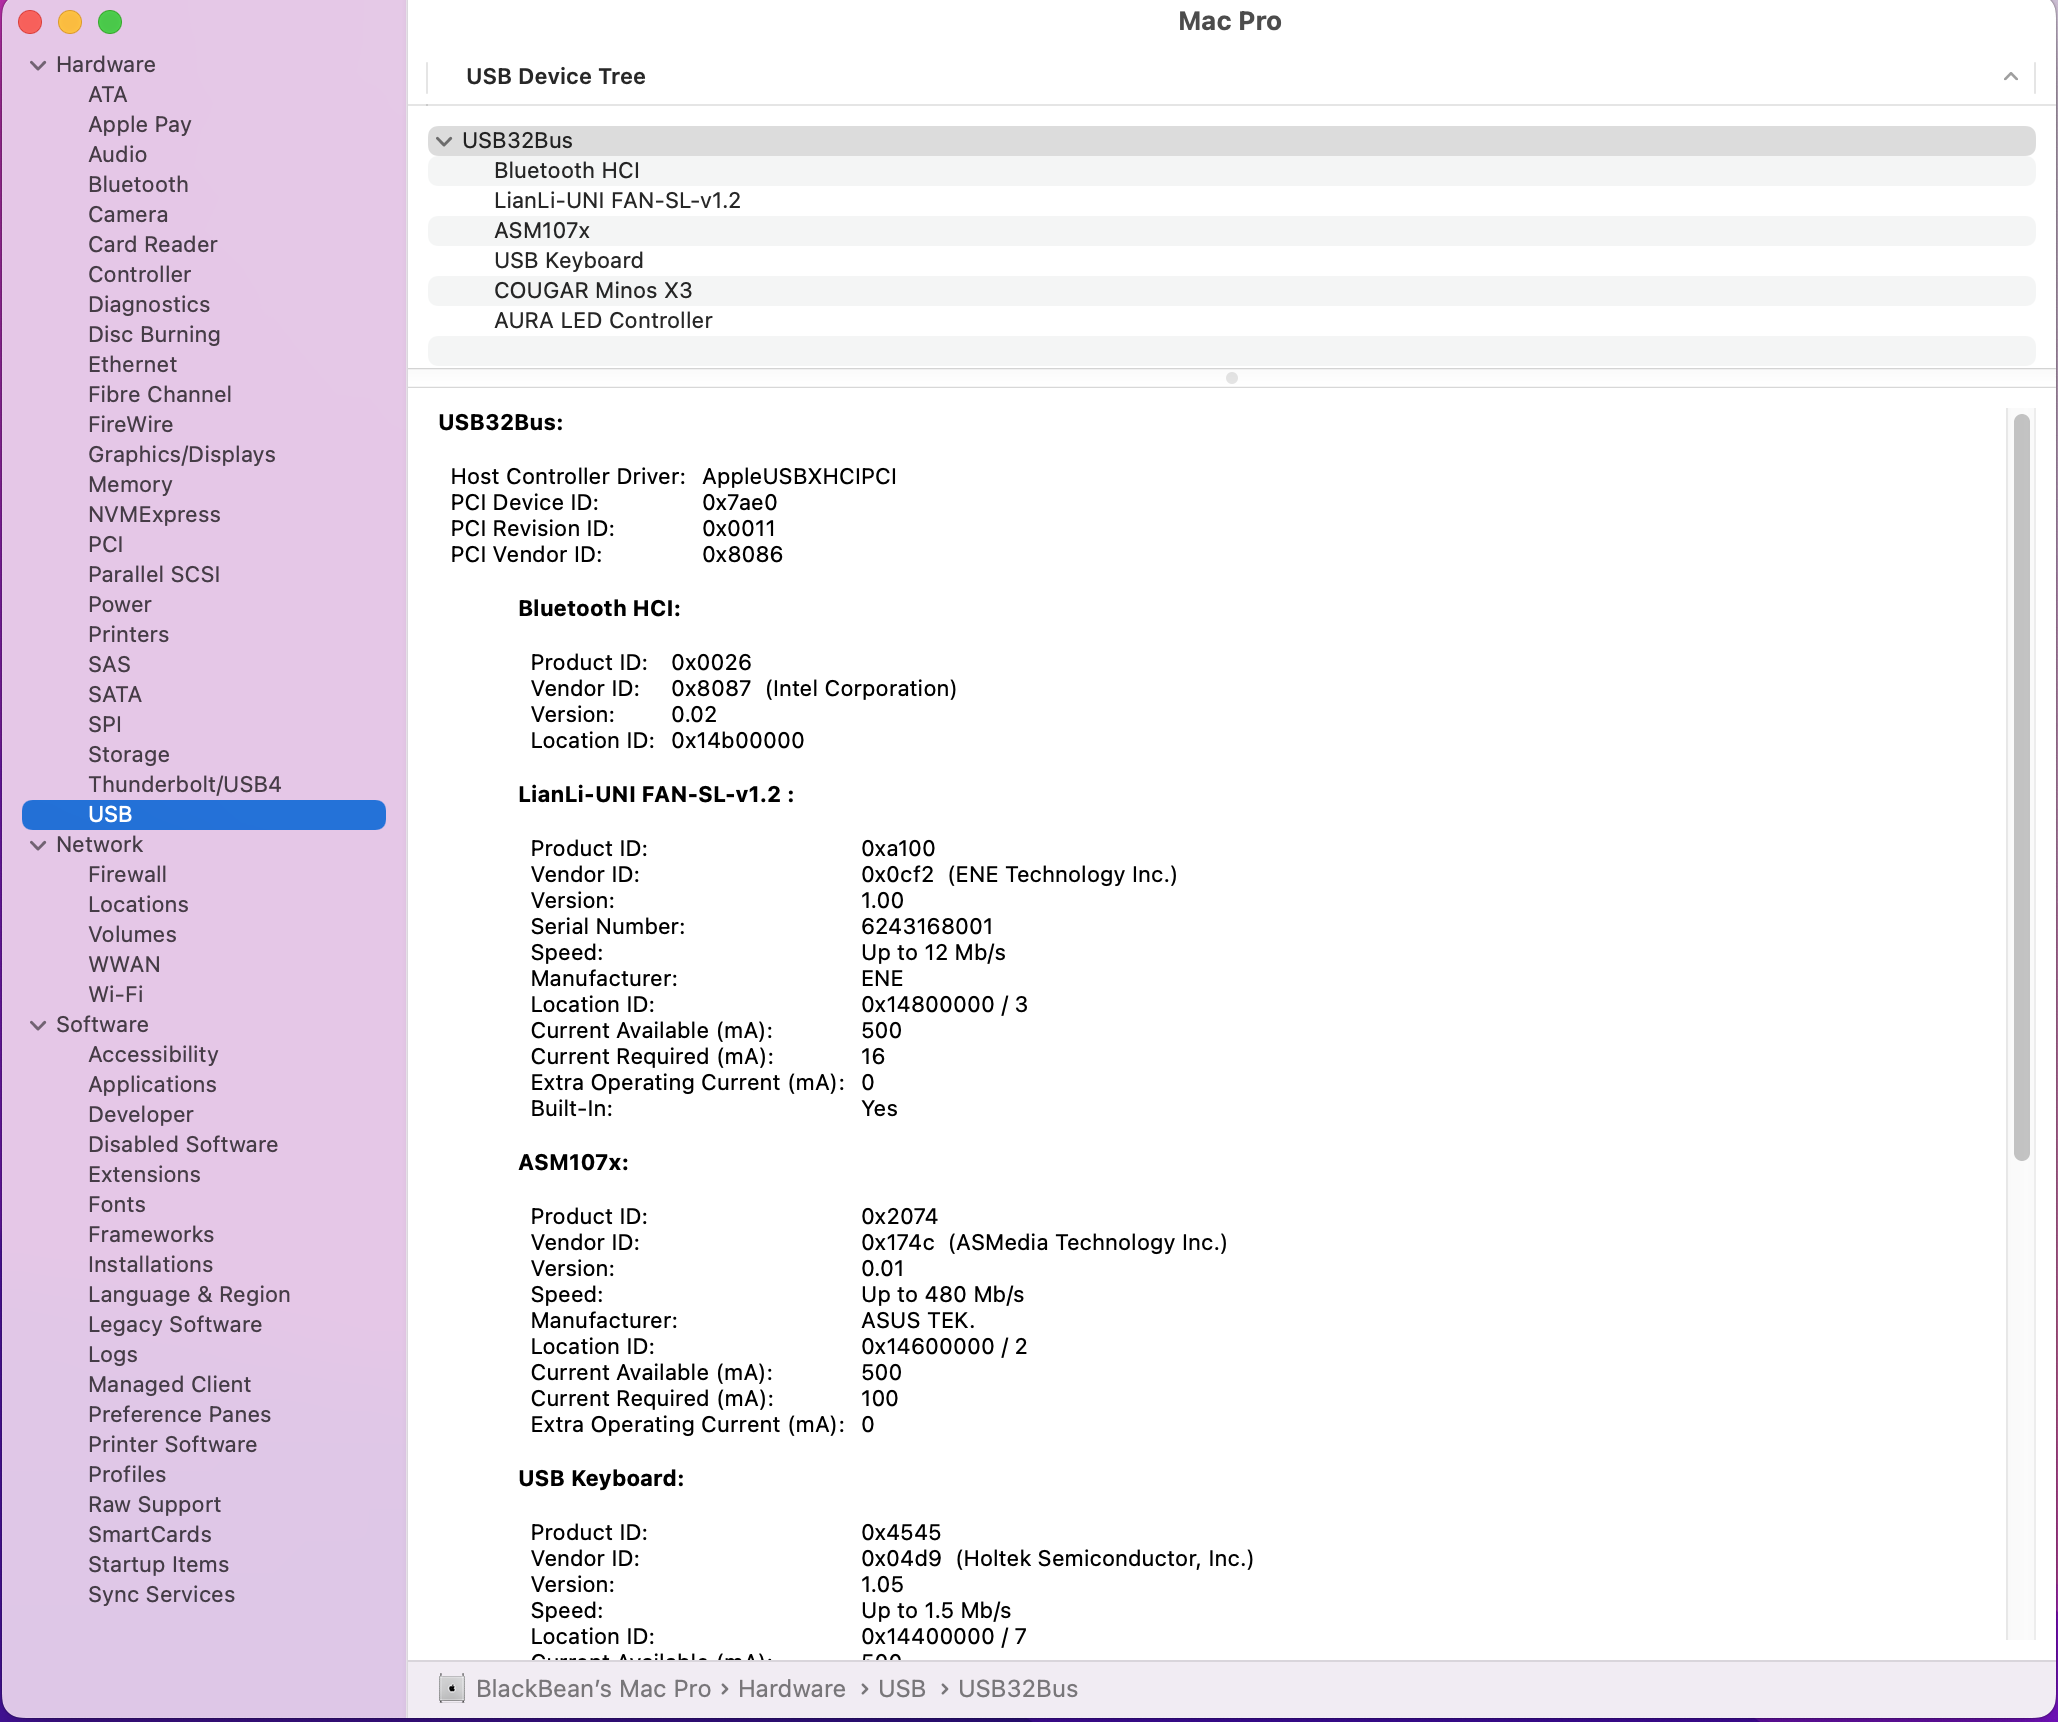 Mac Pro
Hardware
ATA
Apple Pay
Audio
Bluetooth
Camera
Card Reader
Controller
Diagnostics
Disc Burning
Ethernet
Fibre Channel
FireWire
Graphics/Displays
Memory
NVMExpress
PCI
Parallel SCSI
Power
Printers
SAS
SATA
SPI
Storage
Thunderbolt/USB4
USB
Network
Firewall
Locations
Volumes
WWAN
Wi-Fi
Software
Accessibility
Applications
Developer
Disabled Software
Extensions
Fonts
Frameworks
Installations
Language & Region
Legacy Software
Logs
Managed Client
Preference Panes
Printer Software
Profiles
Raw Support
SmartCards
Startup Items
Sync Services
USB Device Tree
USB32Bus
Bluetooth HCI
LianLi-UNI FAN-SL-v1.2
ASM107x
USB Keyboard
COUGAR Minos X3
AURA LED Controller
USB32Bus:
Host Controller Driver: AppleUSBXHCIPCI
PCI Device ID: 0x7ae0
PCI Revision ID: 0x0011
PCI Vendor ID: 0x8086
Bluetooth HCI:
Product ID: 0x0026
Vendor ID: 0x8087 (Intel Corporation)
Version: 0.02
Location ID: 0x14b00000
LianLi-UNI FAN-SL-v1.2 :
Product ID: 0xa100
Vendor ID: 0x0cf2 (ENE Technology Inc.)
Version: 1.00
Serial Number: 6243168001
Speed: Up to 12 Mb/s
Manufacturer: ENE
Location ID: 0x14800000 / 3
Current Available (mA): 500
Current Required (mA): 16
Extra Operating Current (mA): 0
Built-In: Yes
ASM107x:
Product ID: 0x2074
Vendor ID: 0x174c (ASMedia Technology Inc.)
Version: 0.01
Speed: Up to 480 Mb/s
Manufacturer: ASUS TEK.
Location ID: 0x14600000 / 2
Current Available (mA): 500
Current Required (mA): 100
Extra Operating Current (mA): 0
USB Keyboard:
Product ID: 0x4545
Vendor ID: 0x04d9 (Holtek Semiconductor, Inc.)
Version: 1.05
Speed: Up to 1.5 Mb/s
Location ID: 0x14400000 / 7
Current Available (mA): 500
BlackBean's Mac Pro › Hardware › USB › USB32Bus